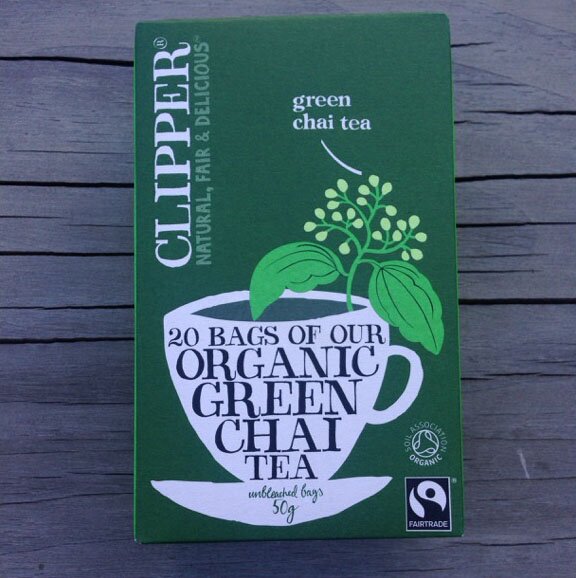 CLIPPER®
NATURAL, FAIR & DELICIOUS™
green
chai tea
20 BAGS OF OUR
ORGANIC
GREEN
CHAI
TEA
unbleached bags
50g
SOIL ASSOCIATION
ORGANIC
®
FAIRTRADE